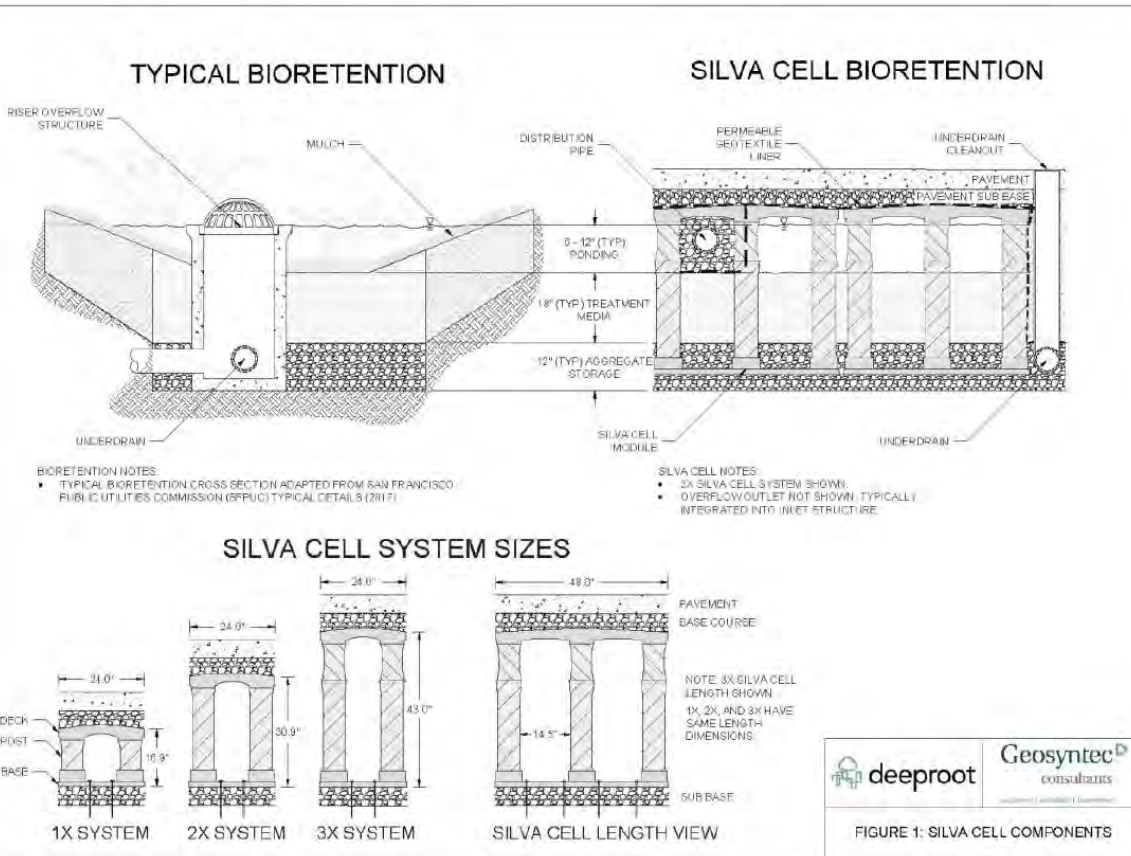 TYPICAL BIORETENTION
SILVA CELL BIORETENTION
RISER OVERFLOW
STRUCTURE
MULCH
DISTRIBUTION
PIPE
PERMEABLE
GEOTEXTILE
LINER
UNDERDRAIN
CLEANOUT
PAVEMENT
PAVEMENT SUB BASE
6 - 12" (TYP)
PONDING
18" (TYP) TREATMENT
MEDIA
12" (TYP) AGGREGATE
STORAGE
UNDERDRAIN
SILVA CELL
MODULE
UNDERDRAIN
BIORETENTION NOTES:
• TYPICAL BIORETENTION CROSS SECTION ADAPTED FROM SAN FRANCISCO
PUBLIC UTILITIES COMMISSION (SFPUC) TYPICAL DETAILS (2017)
SILVA CELL NOTES:
• 3X SILVA CELL SYSTEM SHOWN.
• OVERFLOW OUTLET NOT SHOWN, TYPICALLY
INTEGRATED INTO INLET STRUCTURE
SILVA CELL SYSTEM SIZES
24.0"
24.0"
24.0"
48.0"
PAVEMENT
BASE COURSE
NOTE: 3X SILVA CELL
LENGTH SHOWN
1X, 2X, AND 3X HAVE
SAME LENGTH
DIMENSIONS.
DECK
POST
BASE
16.9"
30.9"
43.0"
14.5"
SUB BASE
1X SYSTEM
2X SYSTEM
3X SYSTEM
SILVA CELL LENGTH VIEW
deeproot
Geosyntec
consultants
FIGURE 1: SILVA CELL COMPONENTS